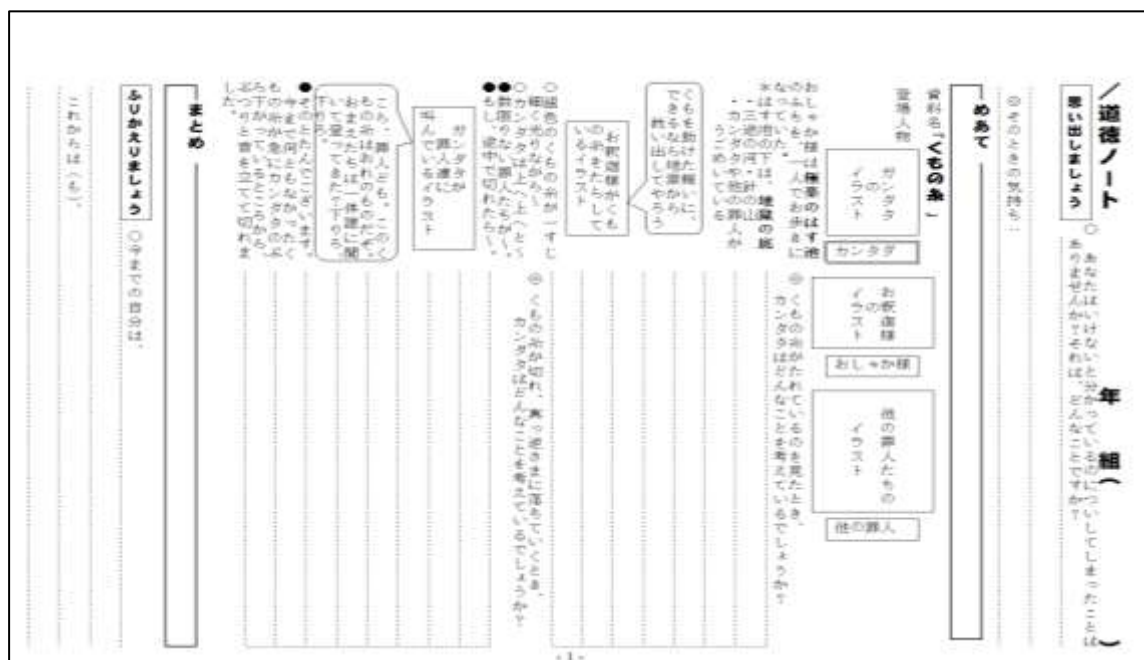 ／道徳ノート　　年　　組（　　　）
思い出しましょう
○あなたはいけないと分かっているのについしてしまったことは
ありませんか？それは、どんなことですか？
◎そのときの気持ち…
めあて
資料名「くもの糸」
登場人物
カンダタ
の
イラスト
カンダタ
お釈迦様
の
イラスト
おしゃか様
他の罪人たちの
イラスト
他の罪人
おしゃか様は極楽のはす池
のふちを、一人でお歩きに
なっていた。
はす池の下は、地獄の底
・三途の河・針の山
・カンダタや他の罪人が
うごめいている
くもを助けた報いに、
できるなら地獄から
救い出してやろう
お釈迦様がくも
の糸をたらして
いるイラスト
◎くもの糸がたれているのを見たとき、
カンダタはどんなことを考えているでしょうか？
○銀色のくもの糸が一すじ
細く光りながら～
○カンダタは上へ上へと～
●数限りない罪人たちが～
●もし、途中で切れたら～。
カンダタが
罪人達に
叫んでいるイラスト
こら、罪人ども。このく
もの糸はおれのものだぞ。
おまえたちは一体誰に聞
いて登ってきた？下りろ、
下りろ。
●そのとたんでございます。
今まで何ともなかったく
もの糸が急にカンダタのぶ
ら下がっているところから、
ぷつりと音を立てて切れま
した。
◎くもの糸が切れ、真っ逆さまに落ちていくとき、
カンダタはどんなことを考えているでしょうか？
まとめ
ふりかえりましょう
○今までの自分は、
これからは（も）、
- 1 -